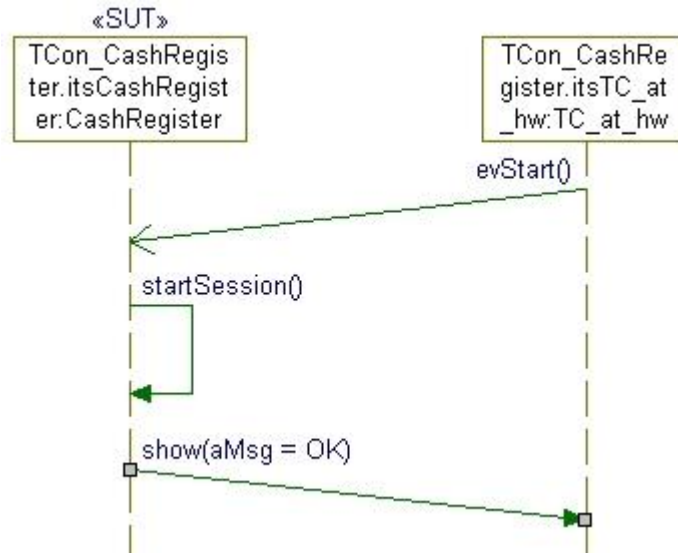 «SUT»
TCon_CashRegis
ter.itsCashRegist
er:CashRegister
TCon_CashRe
gister.itsTC_at
_hw:TC_at_hw
evStart()
startSession()
show(aMsg = OK)